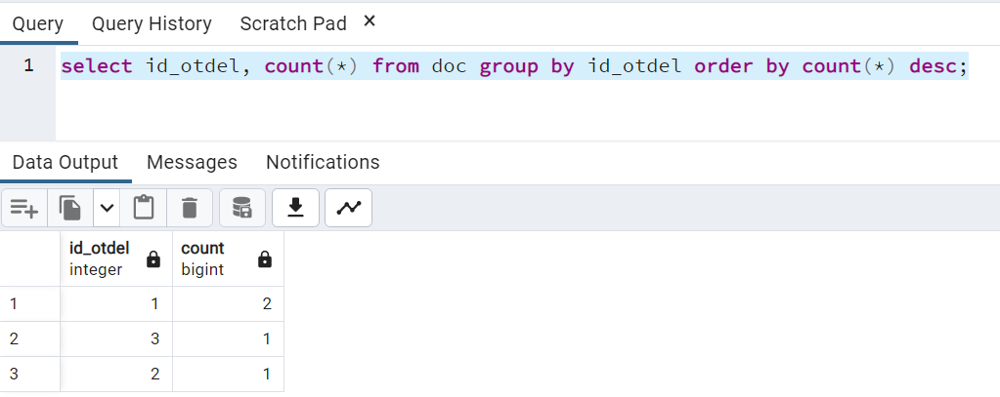 Query Query History Scratch Pad ×
1 select id_otdel, count(*) from doc group by id_otdel order by count(*) desc;
Data Output Messages Notifications
id_otdel count
integer bigint
1 1 2
2 3 1
3 2 1